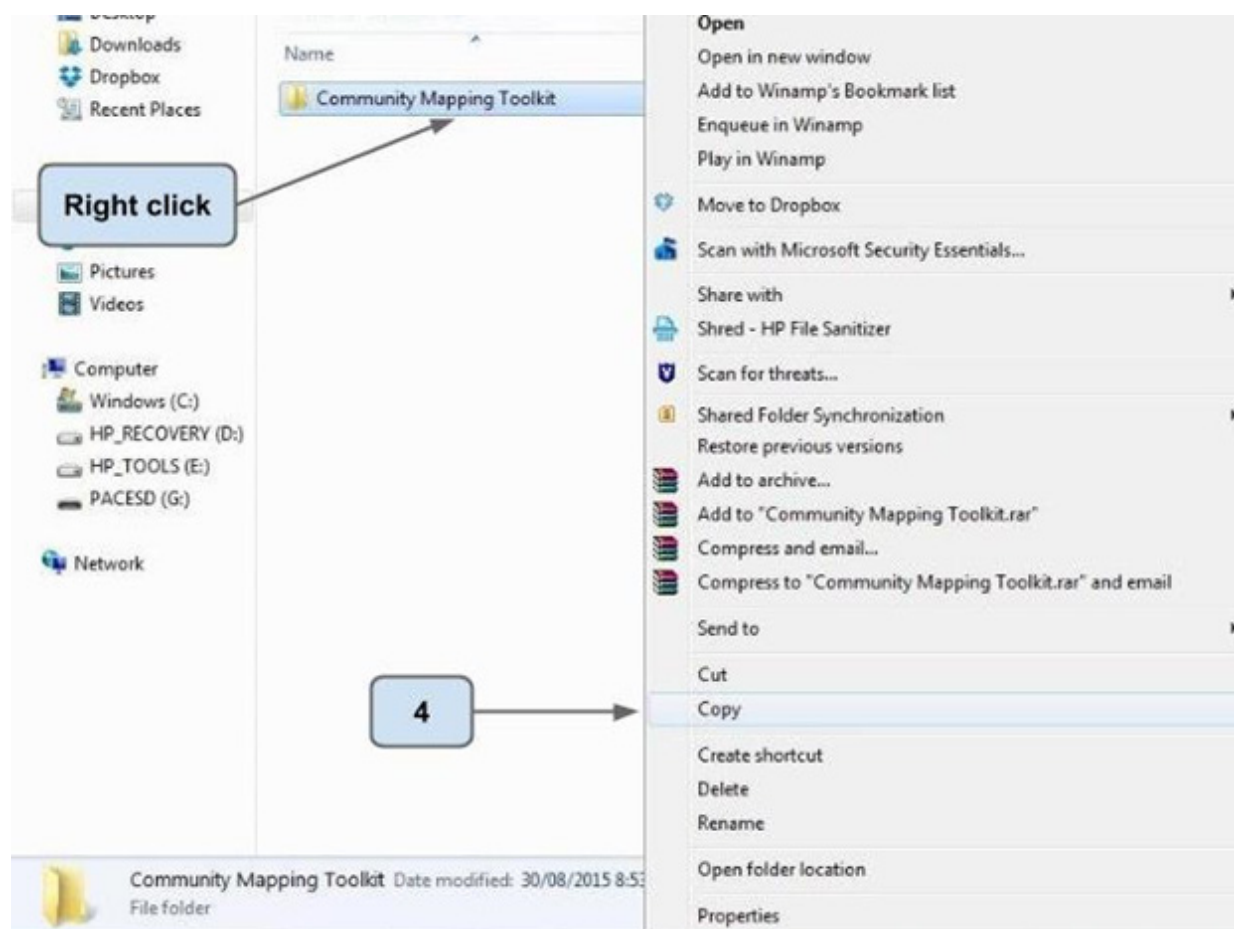 Desktop
Downloads
Dropbox
Recent Places
Right click
Pictures
Videos
Computer
Windows (C:)
HP_RECOVERY (D:)
HP_TOOLS (E:)
PACESD (G:)
Network
Name
Community Mapping Toolkit
4
Open
Open in new window
Add to Winamp's Bookmark list
Enqueue in Winamp
Play in Winamp
Move to Dropbox
Scan with Microsoft Security Essentials...
Share with
Shred - HP File Sanitizer
Scan for threats...
Shared Folder Synchronization
Restore previous versions
Add to archive...
Add to "Community Mapping Toolkit.rar"
Compress and email...
Compress to "Community Mapping Toolkit.rar" and email
Send to
Cut
Copy
Create shortcut
Delete
Rename
Open folder location
Properties
Community Mapping Toolkit Date modified: 30/08/2015 8:53
File folder